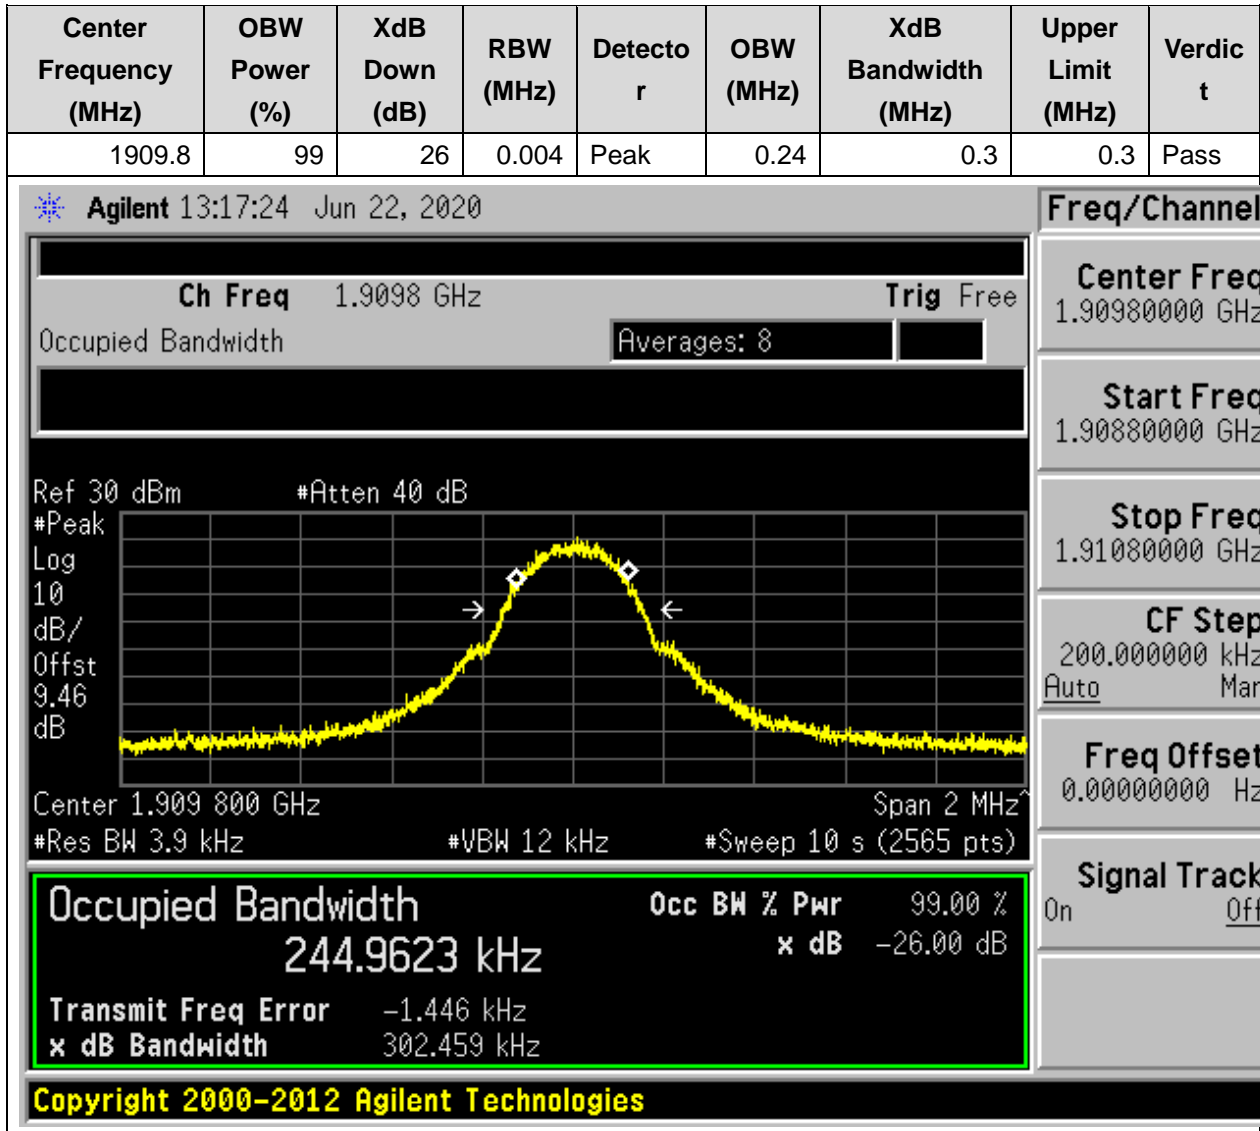 Center Frequency (MHz) OBW Power (%) XdB Down (dB) RBW (MHz) Detector OBW (MHz) XdB Bandwidth (MHz) Upper Limit (MHz) Verdict
1909.8 99 26 0.004 Peak 0.24 0.3 0.3 Pass
Agilent 13:17:24 Jun 22, 2020
Freq/Channel
Ch Freq 1.9098 GHz Trig Free
Occupied Bandwidth Averages: 8
Center Freq
1.90980000 GHz
Start Freq
1.90880000 GHz
Stop Freq
1.91080000 GHz
CF Step
200.000000 kHz
Auto Man
Freq Offset
0.00000000 Hz
Signal Track
On Off
Ref 30 dBm #Atten 40 dB
#Peak
Log
10
dB/
Offst
9.46
dB
Center 1.909 800 GHz Span 2 MHz^
#Res BW 3.9 kHz #VBW 12 kHz #Sweep 10 s (2565 pts)
Occupied Bandwidth Occ BW % Pwr 99.00 %
244.9623 kHz x dB -26.00 dB
Transmit Freq Error -1.446 kHz
x dB Bandwidth 302.459 kHz
Copyright 2000-2012 Agilent Technologies